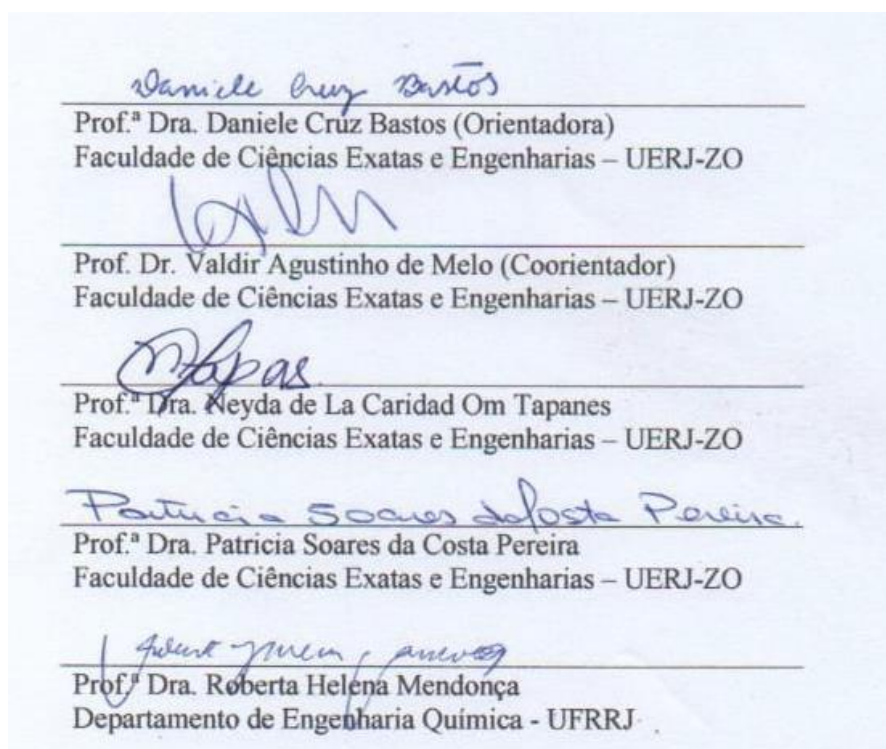 Daniele Cruz Bastos
Prof.ª Dra. Daniele Cruz Bastos (Orientadora)
Faculdade de Ciências Exatas e Engenharias – UERJ-ZO
Prof. Dr. Valdir Agustinho de Melo (Coorientador)
Faculdade de Ciências Exatas e Engenharias – UERJ-ZO
Prof.ª Dra. Neyda de La Caridad Om Tapanes
Faculdade de Ciências Exatas e Engenharias – UERJ-ZO
Patricia Soares da Costa Pereira
Prof.ª Dra. Patricia Soares da Costa Pereira
Faculdade de Ciências Exatas e Engenharias – UERJ-ZO
Prof.ª Dra. Roberta Helena Mendonça
Departamento de Engenharia Química - UFRRJ